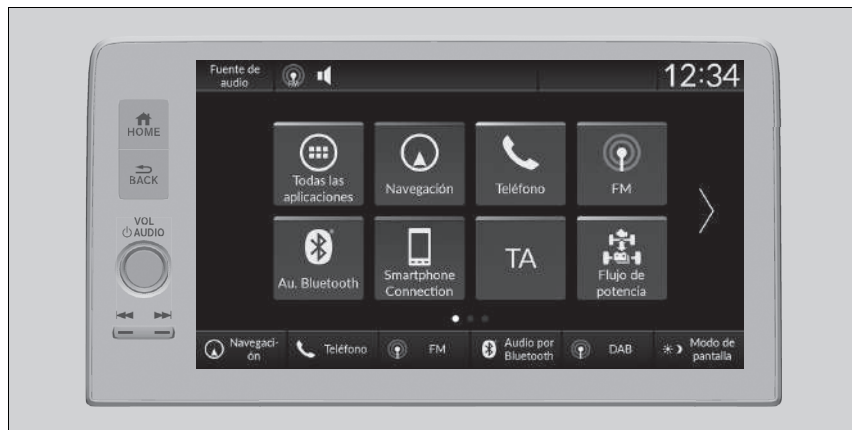 Fuente de
audio
12:34
HOME
BACK
VOL
AUDIO
Todas las
aplicaciones
Navegación
Teléfono
FM
Au. Bluetooth
Smartphone
Connection
TA
Flujo de
potencia
Navegaci-
ón
Teléfono
FM
Audio por
Bluetooth
DAB
Modo de
pantalla